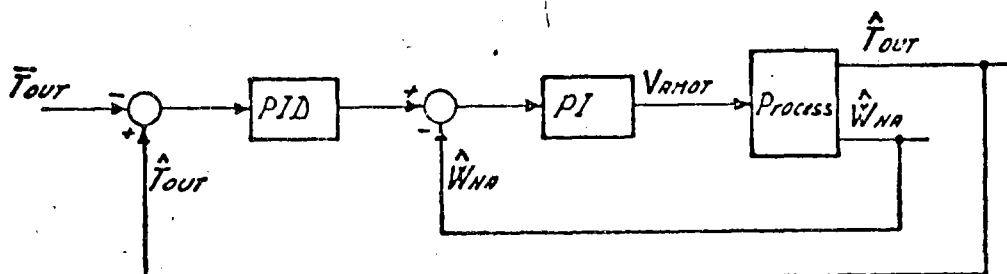 T̂OUT
T̄OUT
-
+
PID
+
-
PI
VAMOT
Process
ŴNA
T̂OUT
ŴNA